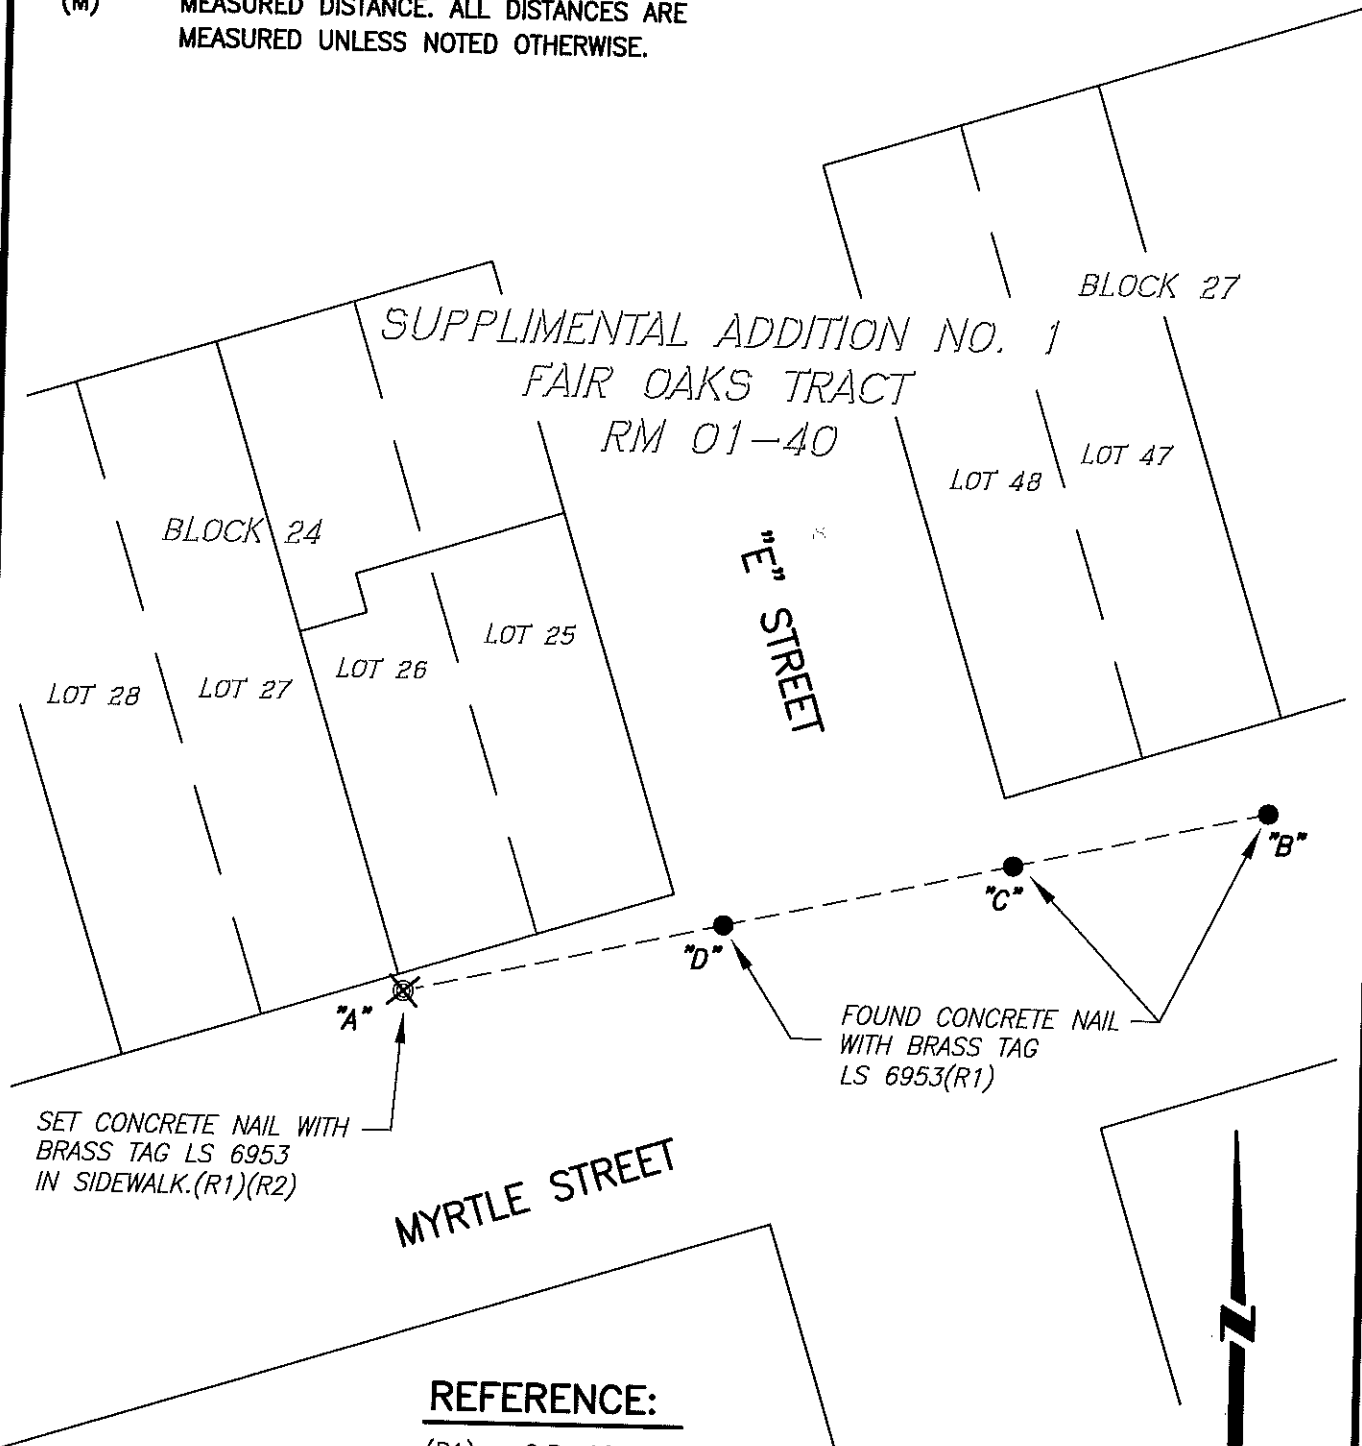 (M) MEASURED DISTANCE. ALL DISTANCES ARE
MEASURED UNLESS NOTED OTHERWISE.
BLOCK 27
SUPPLIMENTAL ADDITION NO. 1
FAIR OAKS TRACT
RM 01-40
LOT 48
LOT 47
BLOCK 24
"E" STREET
LOT 28
LOT 27
LOT 26
LOT 25
"B"
"C"
"D"
"A"
FOUND CONCRETE NAIL
WITH BRASS TAG
LS 6953(R1)
SET CONCRETE NAIL WITH
BRASS TAG LS 6953
IN SIDEWALK.(R1)(R2)
MYRTLE STREET
REFERENCE: